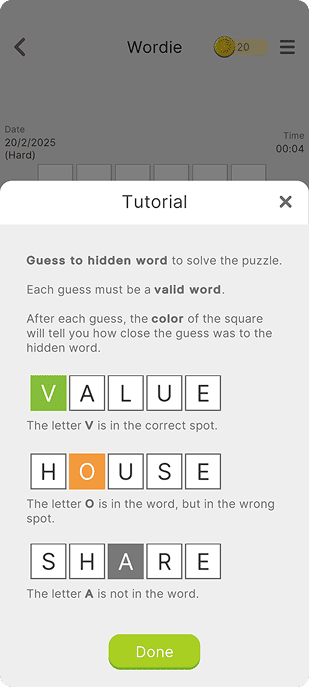 Wordie
20
Date
20/2/2025
(Hard)
Time
00:04
Tutorial
Guess to hidden word to solve the puzzle.
Each guess must be a valid word.
After each guess, the color of the square
will tell you how close the guess was to the
hidden word.
V A L U E
The letter V is in the correct spot.
H O U S E
The letter O is in the word, but in the wrong
spot.
S H A R E
The letter A is not in the word.
Done